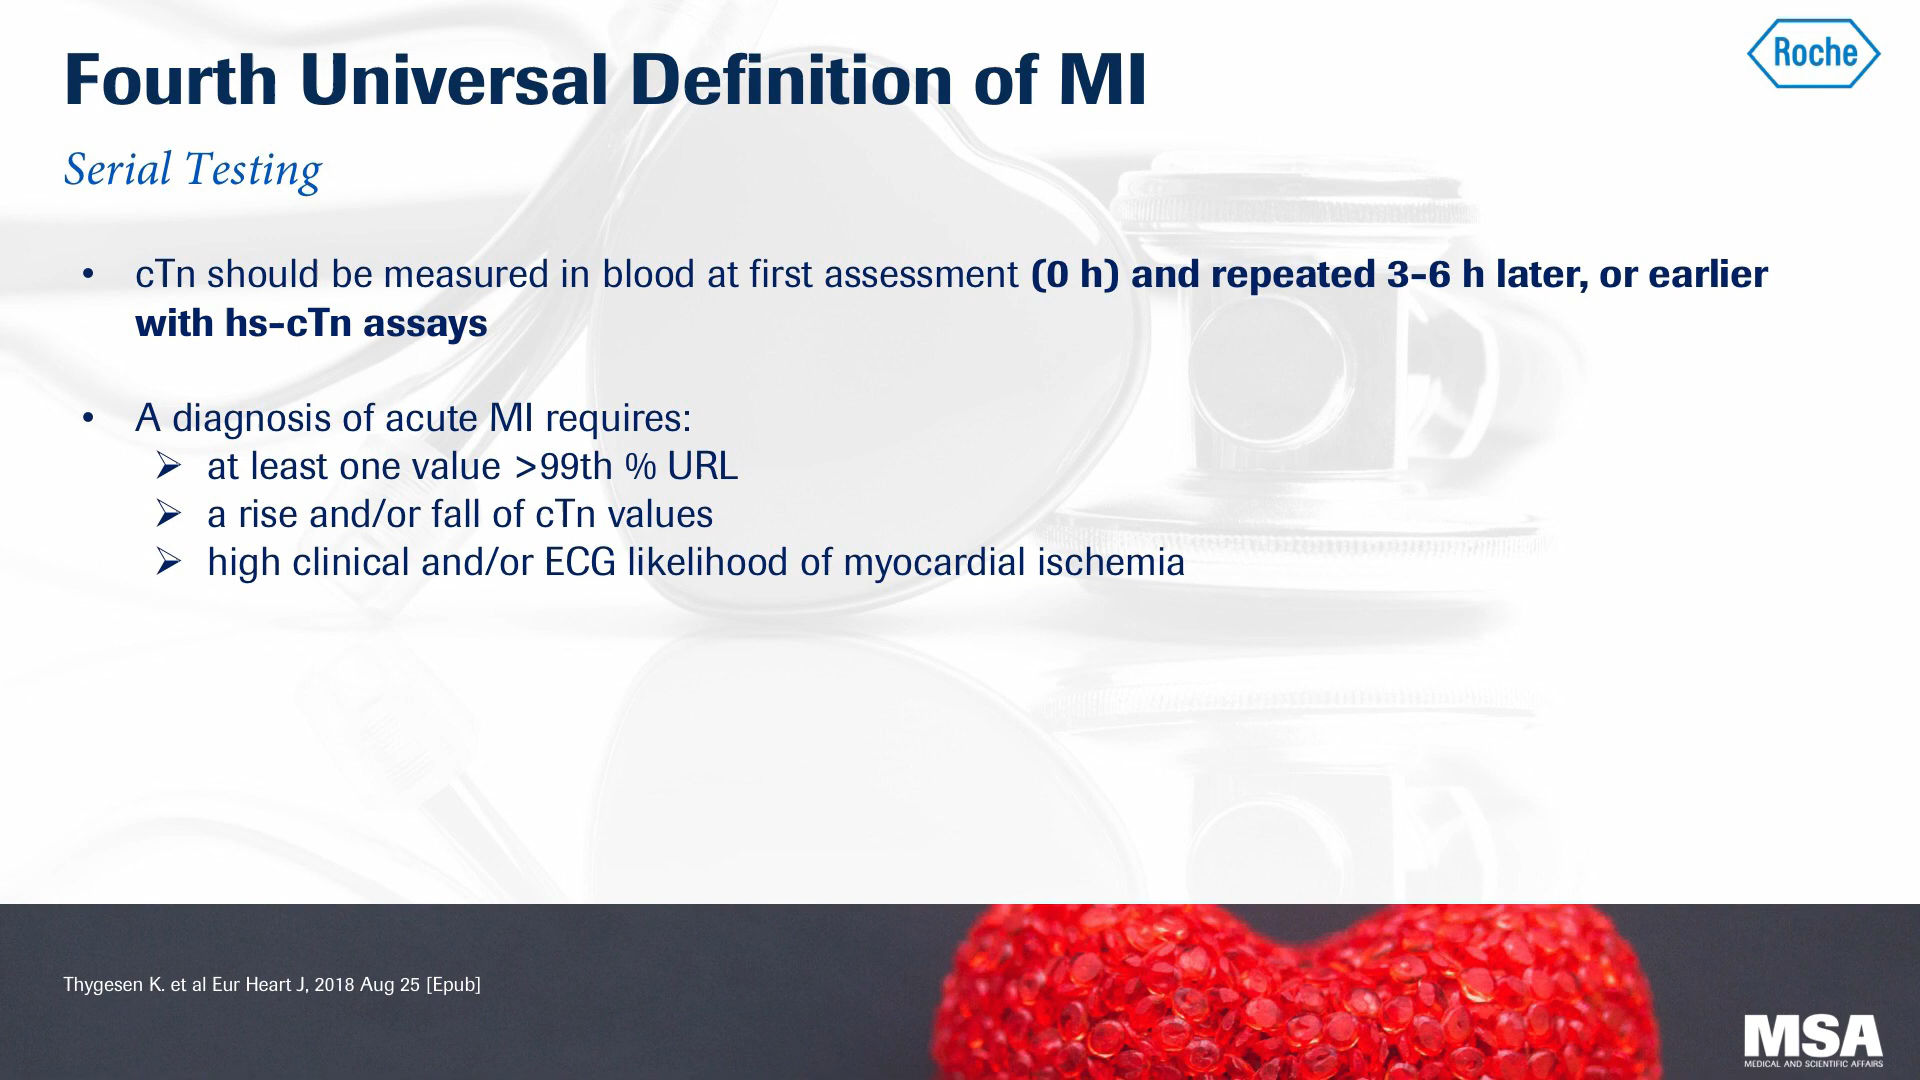 Fourth Universal Definition of MI
Roche
Serial Testing
• cTn should be measured in blood at first assessment (0 h) and repeated 3-6 h later, or earlier
with hs-cTn assays
• A diagnosis of acute MI requires:
➢ at least one value >99th % URL
➢ a rise and/or fall of cTn values
➢ high clinical and/or ECG likelihood of myocardial ischemia
Thygesen K. et al Eur Heart J, 2018 Aug 25 [Epub]
MSA
MEDICAL AND SCIENTIFIC AFFAIRS